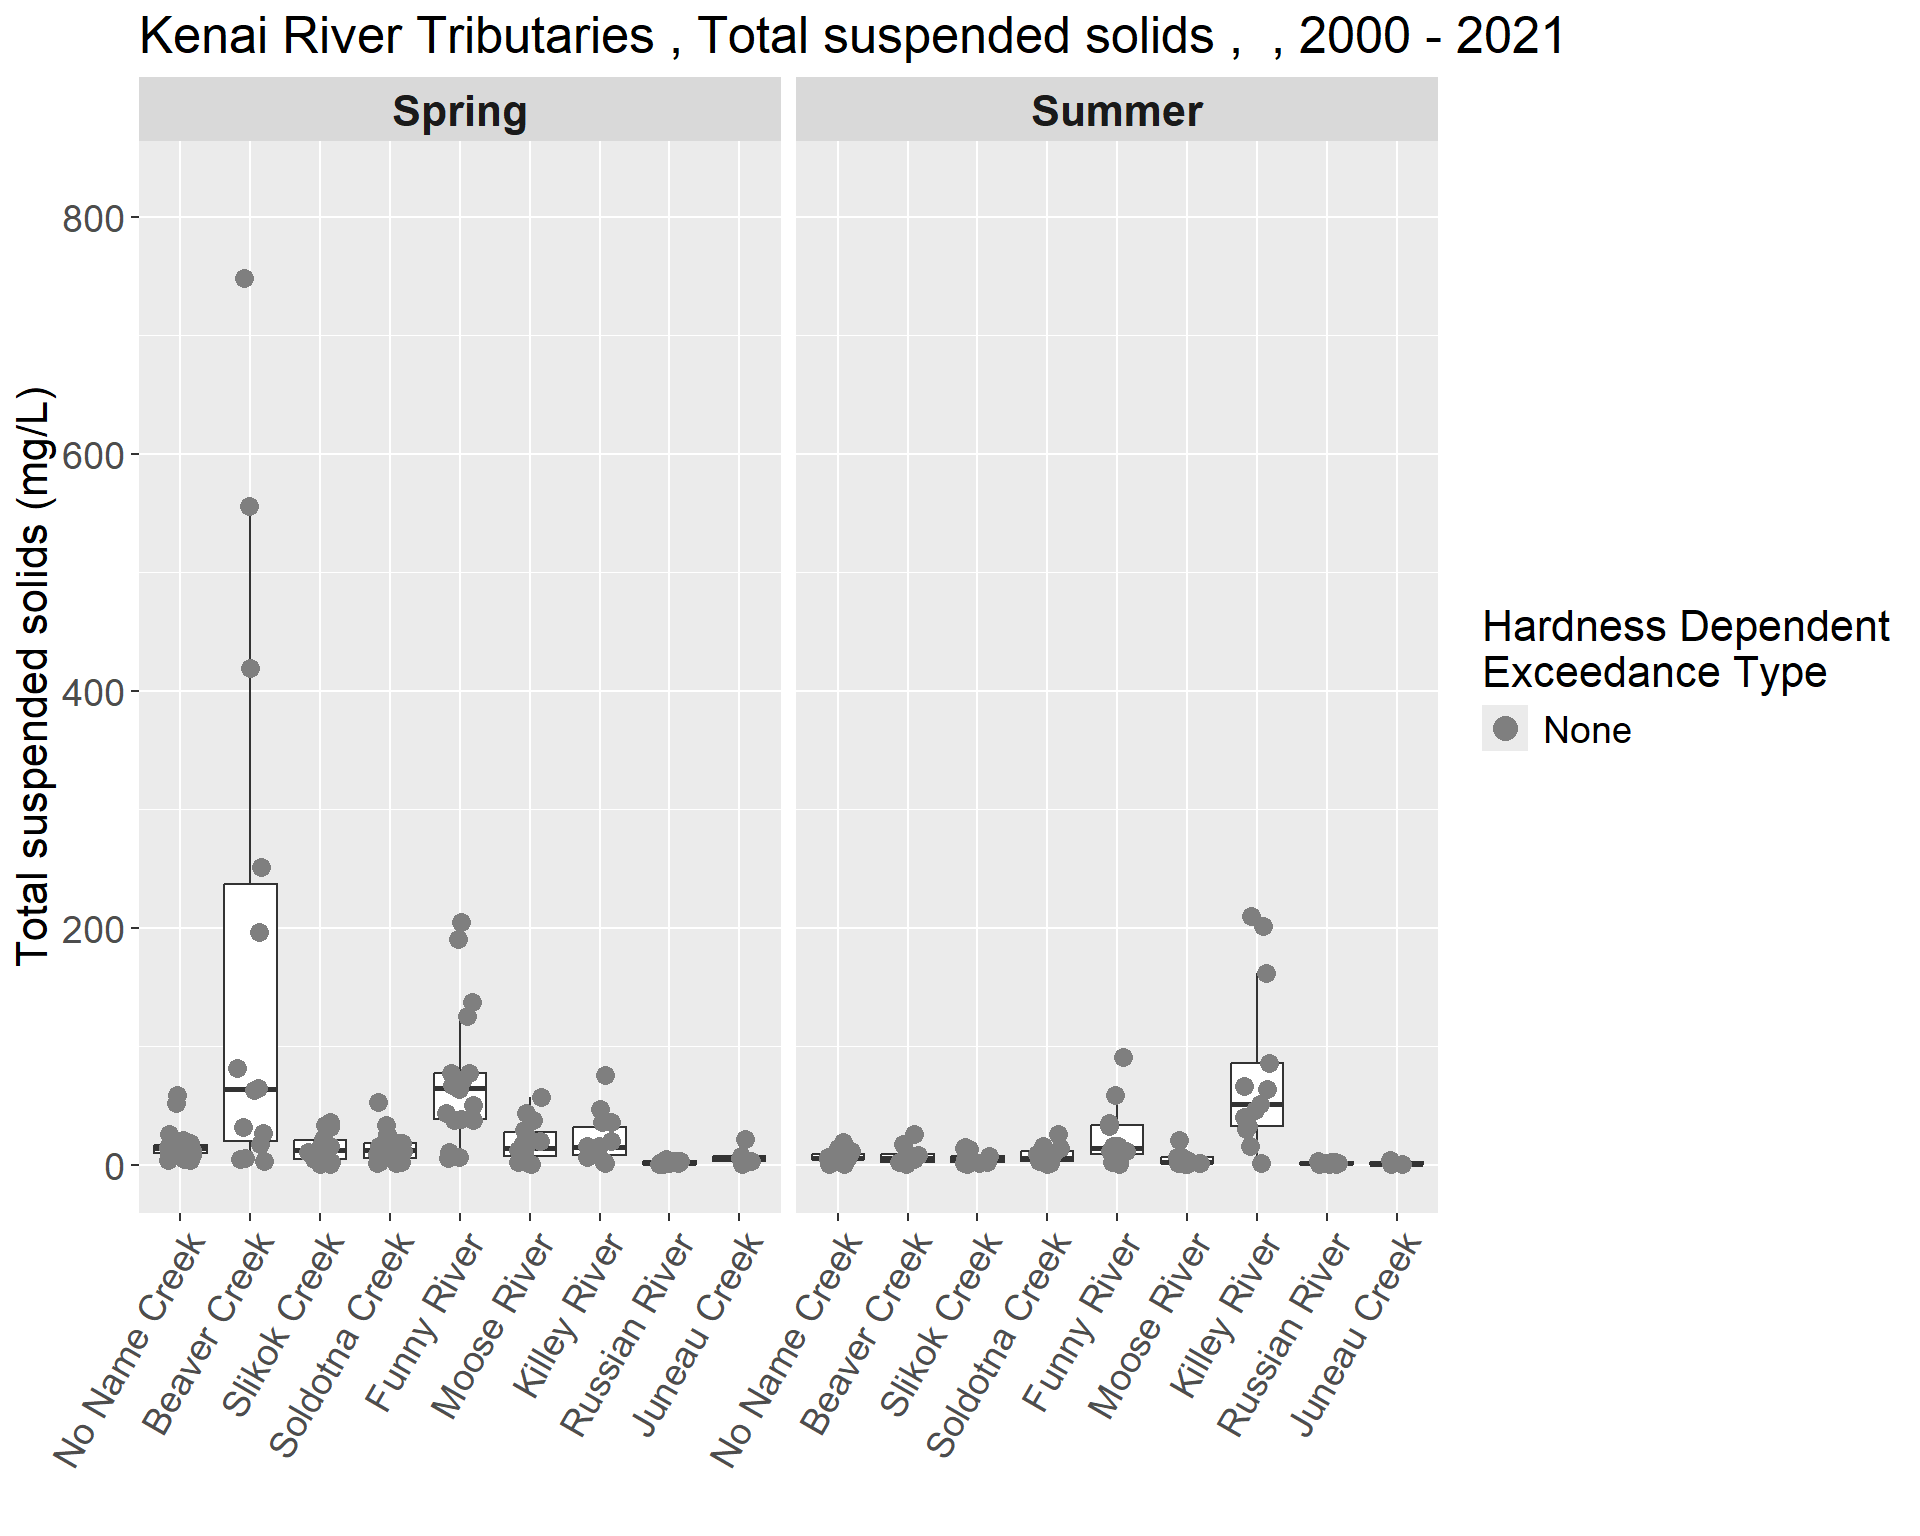 Kenai River Tributaries , Total suspended solids ,  , 2000 - 2021
Spring
Summer
Total suspended solids (mg/L)
800
600
400
200
0
No Name Creek
Beaver Creek
Slikok Creek
Soldotna Creek
Funny River
Moose River
Killey River
Russian River
Juneau Creek
No Name Creek
Beaver Creek
Slikok Creek
Soldotna Creek
Funny River
Moose River
Killey River
Russian River
Juneau Creek
Hardness Dependent
Exceedance Type
None